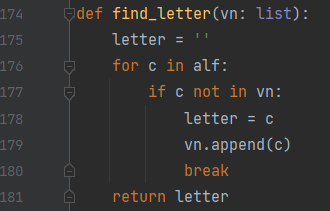 174 def find_letter(vn: list):
175     letter = ''
176     for c in alf:
177         if c not in vn:
178             letter = c
179             vn.append(c)
180             break
181     return letter